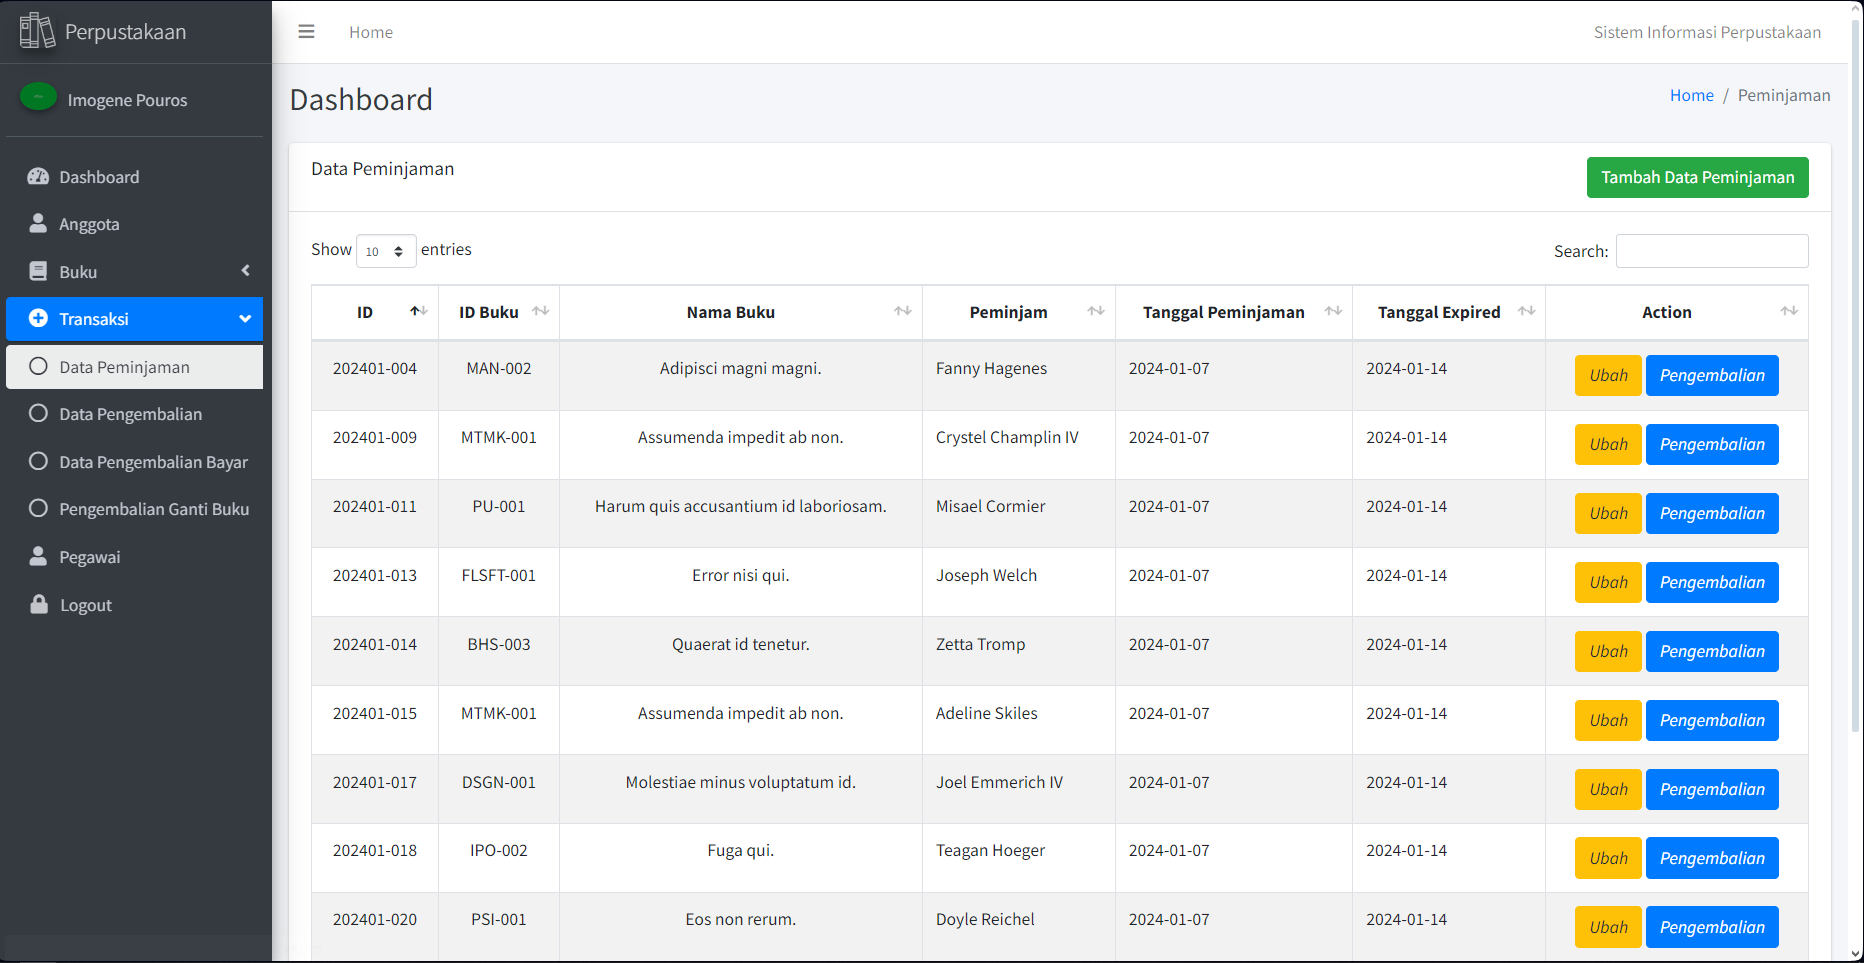 Perpustakaan
Home
Sistem Informasi Perpustakaan
Imogene Pouros
Dashboard
Anggota
Buku
Transaksi
Data Peminjaman
Data Pengembalian
Data Pengembalian Bayar
Pengembalian Ganti Buku
Pegawai
Logout
Dashboard
Home / Peminjaman
Data Peminjaman
Tambah Data Peminjaman
Show 10 entries
Search:
ID ID Buku Nama Buku Peminjam Tanggal Peminjaman Tanggal Expired Action
202401-004 MAN-002 Adipisci magni magni. Fanny Hagenes 2024-01-07 2024-01-14 Ubah Pengembalian
202401-009 MTMK-001 Assumenda impedit ab non. Crystel Champlin IV 2024-01-07 2024-01-14 Ubah Pengembalian
202401-011 PU-001 Harum quis accusantium id laboriosam. Misael Cormier 2024-01-07 2024-01-14 Ubah Pengembalian
202401-013 FLSFT-001 Error nisi qui. Joseph Welch 2024-01-07 2024-01-14 Ubah Pengembalian
202401-014 BHS-003 Quaerat id tenetur. Zetta Tromp 2024-01-07 2024-01-14 Ubah Pengembalian
202401-015 MTMK-001 Assumenda impedit ab non. Adeline Skiles 2024-01-07 2024-01-14 Ubah Pengembalian
202401-017 DSGN-001 Molestiae minus voluptatum id. Joel Emmerich IV 2024-01-07 2024-01-14 Ubah Pengembalian
202401-018 IPO-002 Fuga qui. Teagan Hoeger 2024-01-07 2024-01-14 Ubah Pengembalian
202401-020 PSI-001 Eos non rerum. Doyle Reichel 2024-01-07 2024-01-14 Ubah Pengembalian